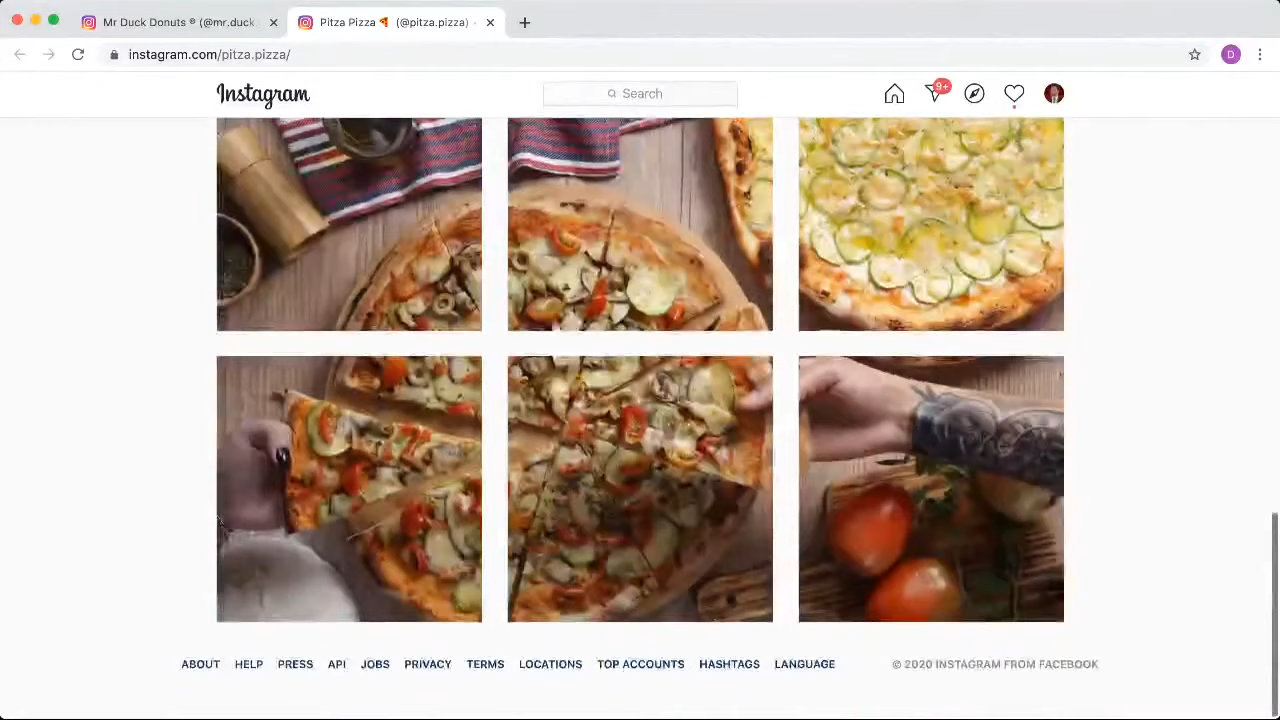 Mr Duck Donuts ® (@mr.duck
Pitza Pizza 🍕 (@pitza.pizza) -
instagram.com/pitza.pizza/
D
Instagram
Search
9+
ABOUT HELP PRESS API JOBS PRIVACY TERMS LOCATIONS TOP ACCOUNTS HASHTAGS LANGUAGE
© 2020 INSTAGRAM FROM FACEBOOK